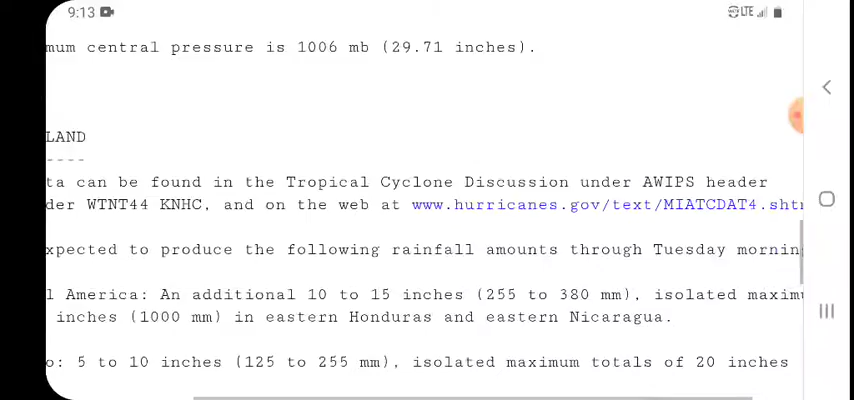 9:13
LTE
mum central pressure is 1006 mb (29.71 inches).
LAND
----
ta can be found in the Tropical Cyclone Discussion under AWIPS header
der WTNT44 KNHC, and on the web at www.hurricanes.gov/text/MIATCDAT4.shtm
xpected to produce the following rainfall amounts through Tuesday mornin
l America: An additional 10 to 15 inches (255 to 380 mm), isolated maximu
inches (1000 mm) in eastern Honduras and eastern Nicaragua.
o: 5 to 10 inches (125 to 255 mm), isolated maximum totals of 20 inches